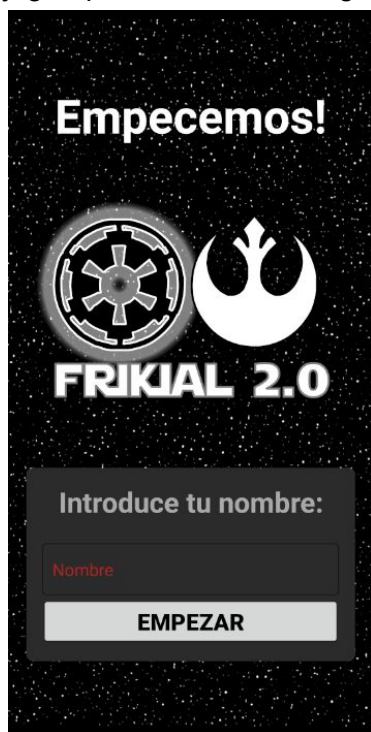 Empecemos!
FRIKIAL 2.0
Introduce tu nombre:
Nombre
EMPEZAR